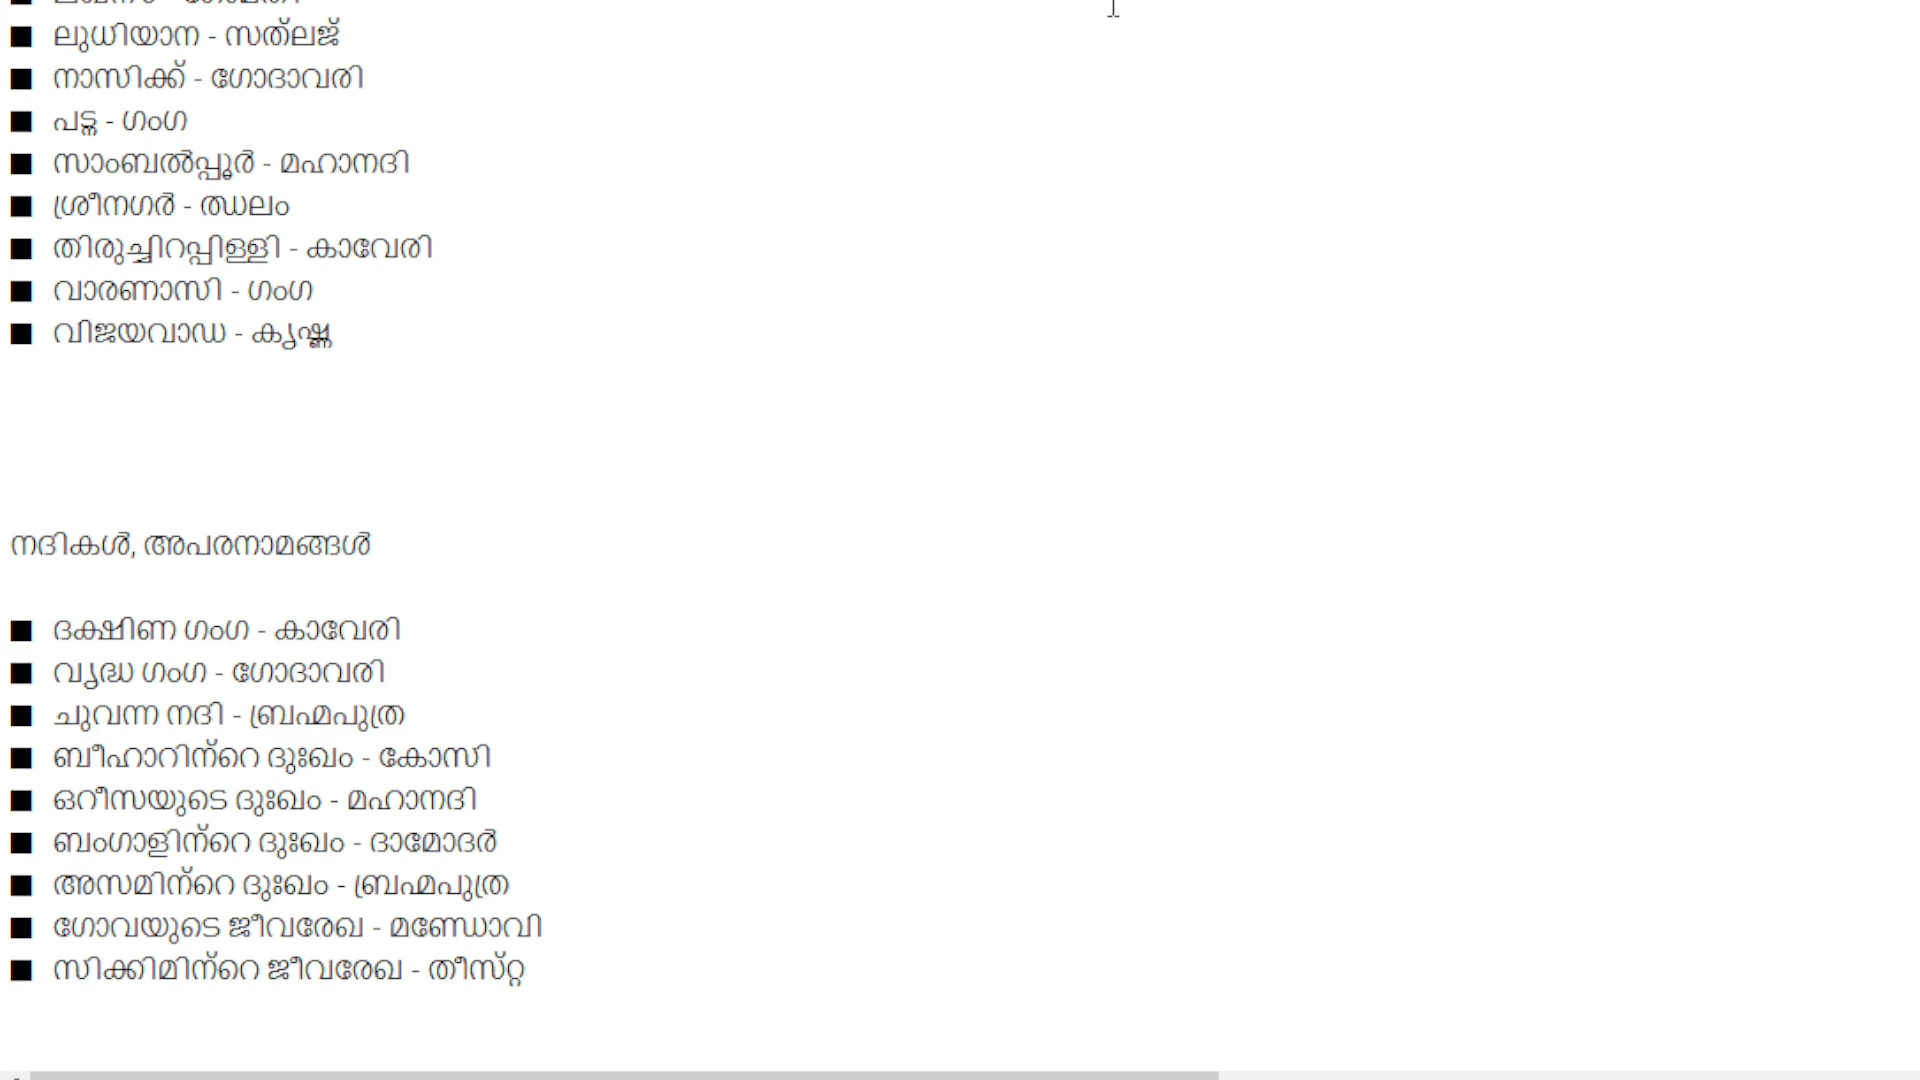 ■ ലുധിയാന - സത്‌ലജ്
■ നാസിക്ക് - ഗോദാവരി
■ പട്ന - ഗംഗ
■ സാംബൽപ്പൂർ - മഹാനദി
■ ശ്രീനഗർ - ഝലം
■ തിരുച്ചിറപ്പിള്ളി - കാവേരി
■ വാരണാസി - ഗംഗ
■ വിജയവാഡ - കൃഷ്ണ
നദികൾ, അപരനാമങ്ങൾ
■ ദക്ഷിണ ഗംഗ - കാവേരി
■ വൃദ്ധ ഗംഗ - ഗോദാവരി
■ ചുവന്ന നദി - ബ്രഹ്മപുത്ര
■ ബീഹാറിന്റെ ദുഃഖം - കോസി
■ ഒറീസയുടെ ദുഃഖം - മഹാനദി
■ ബംഗാളിന്റെ ദുഃഖം - ദാമോദർ
■ അസമിന്റെ ദുഃഖം - ബ്രഹ്മപുത്ര
■ ഗോവയുടെ ജീവരേഖ - മണ്ഡോവി
■ സിക്കിമിന്റെ ജീവരേഖ - തീസ്റ്റ